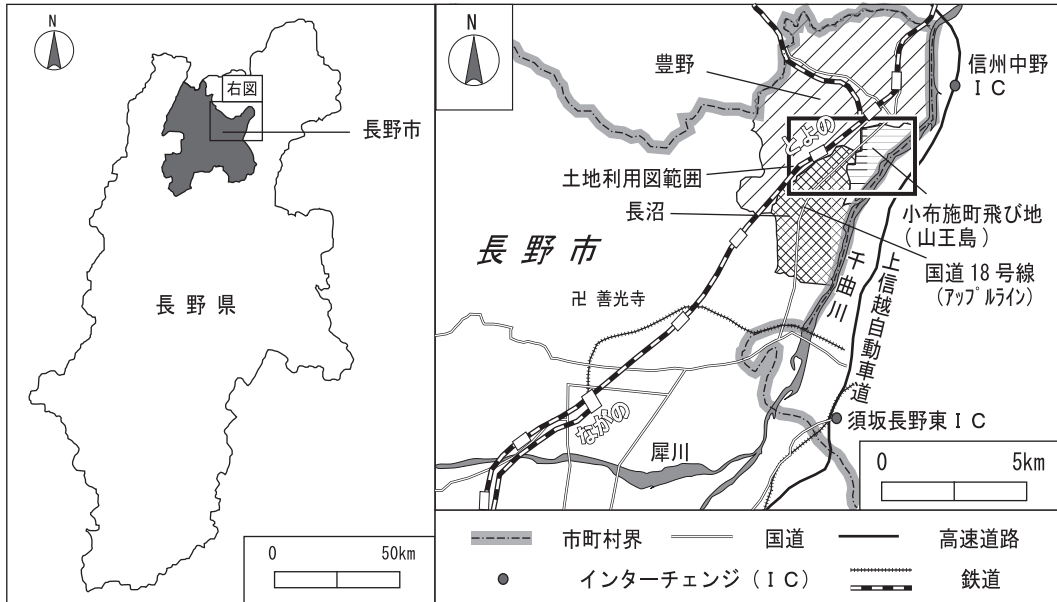 N
右図
長野市
長野県
0 50km
N
豊野
信州中野
ＩＣ
とよの
土地利用図範囲
長沼
小布施町飛び地
（山王島）
長野市
国道18号線
（アップルライン）
千曲川
上信越自動車道
卍 善光寺
須坂長野東ＩＣ
ながの
犀川
0 5km
市町村界
国道
高速道路
インターチェンジ（ＩＣ）
鉄道